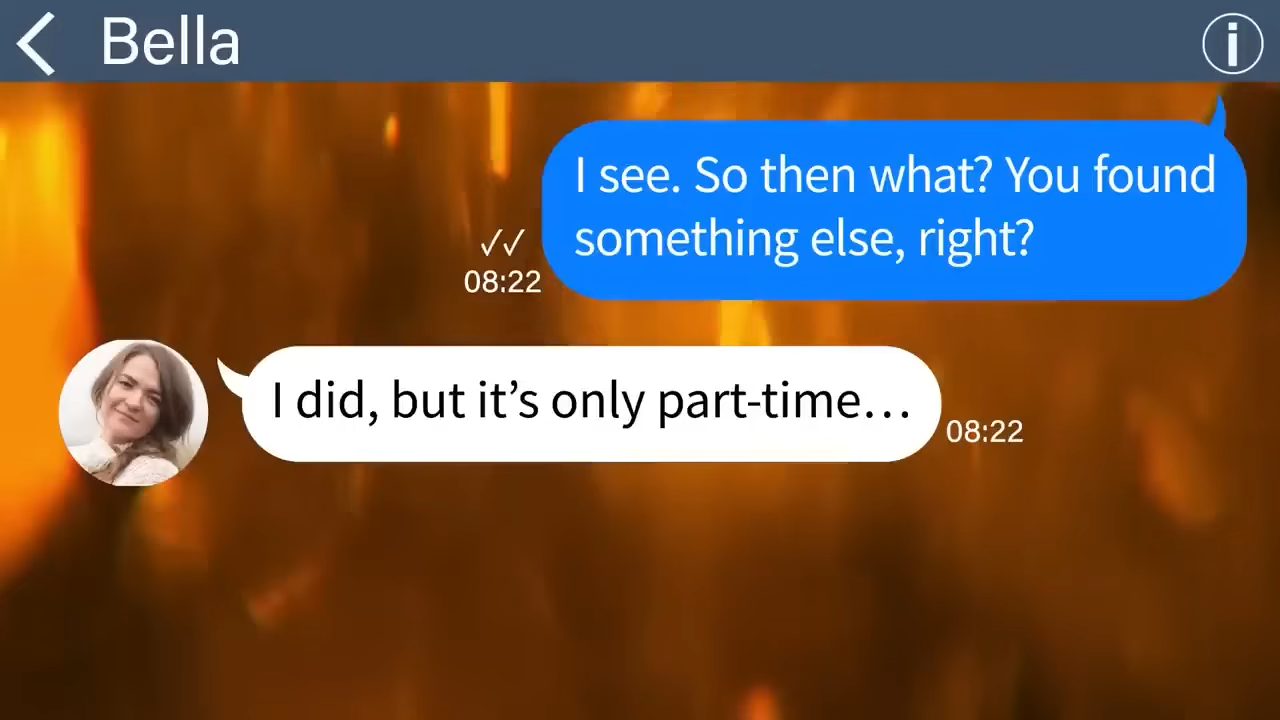 Bella
I see. So then what? You found
something else, right?
✓✓
08:22
I did, but it’s only part-time…
08:22